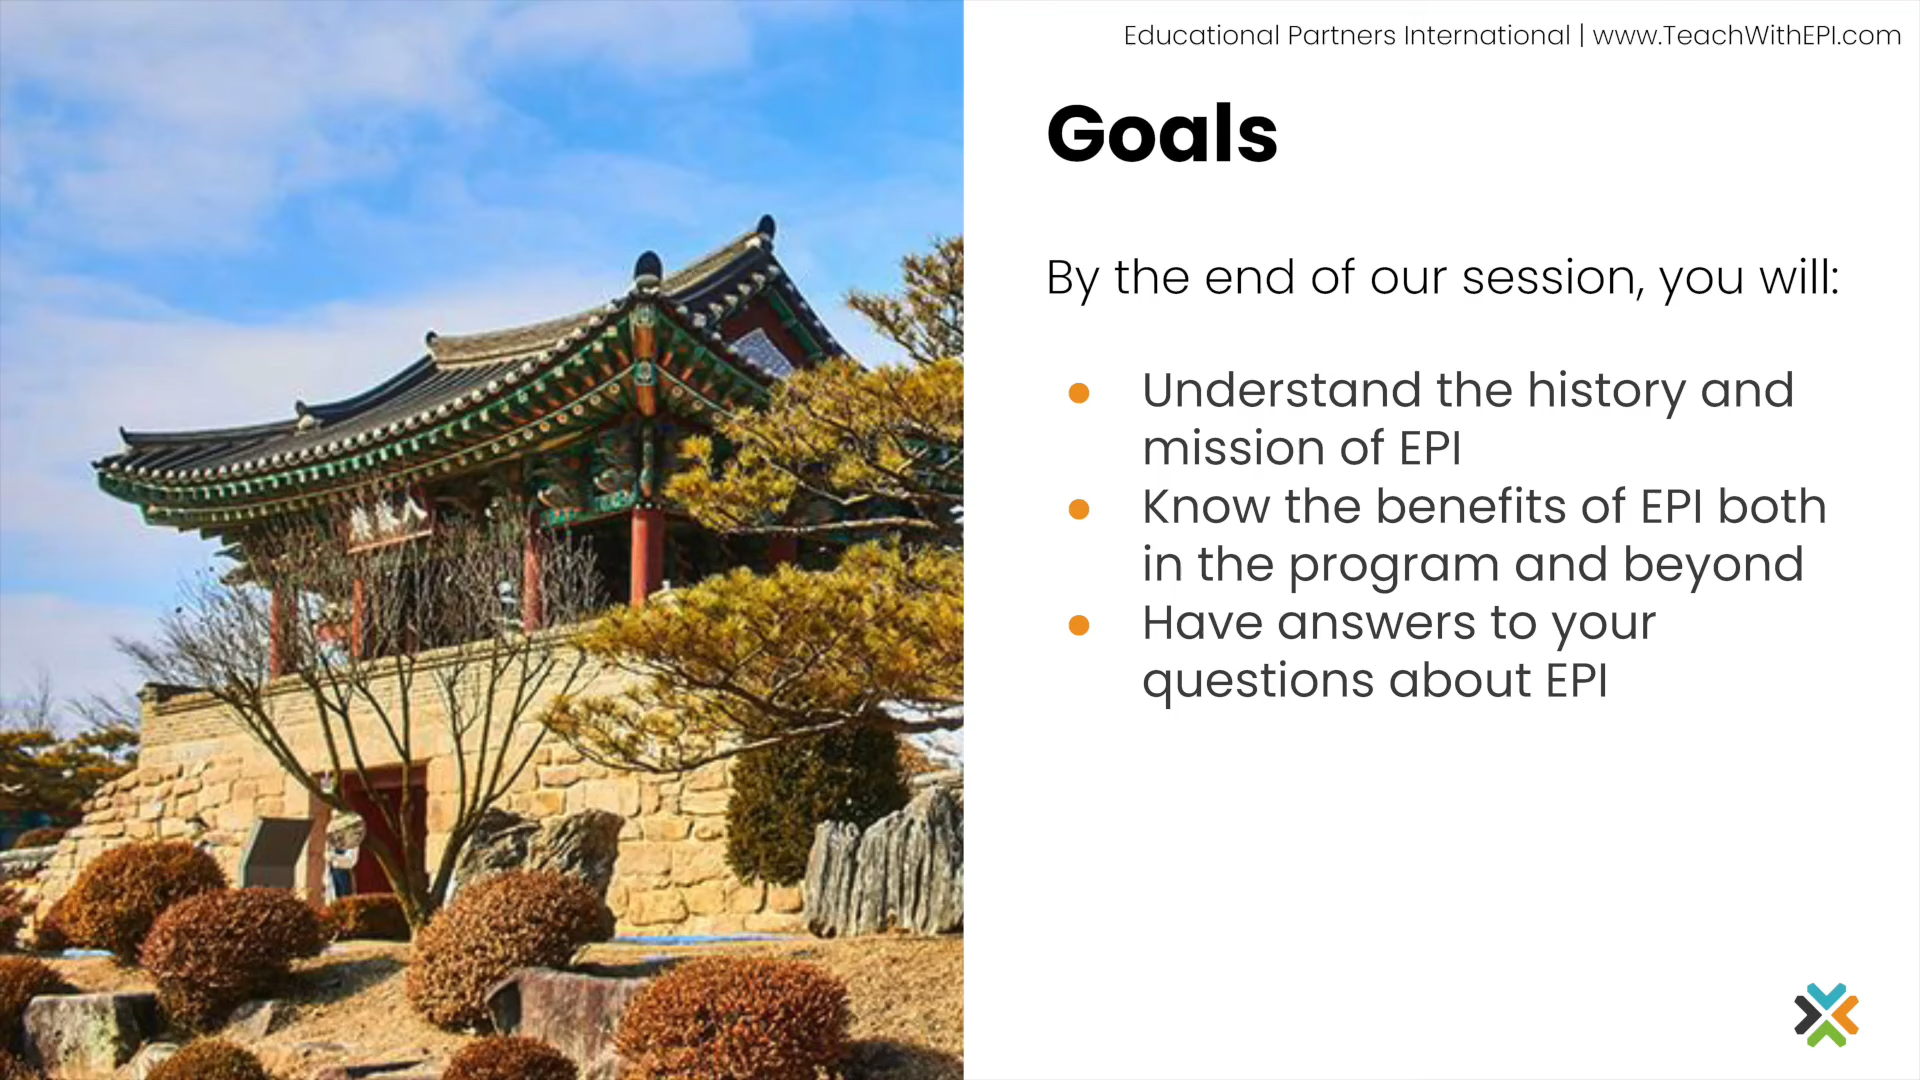 Educational Partners International | www.TeachWithEPI.com
Goals
By the end of our session, you will:
● Understand the history and
mission of EPI
● Know the benefits of EPI both
in the program and beyond
● Have answers to your
questions about EPI